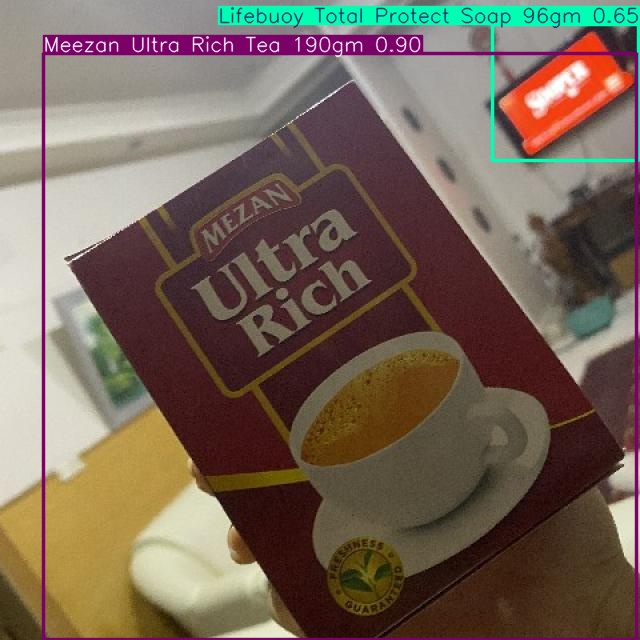 Lifebuoy Total Protect Soap 96gm 0.65
Meezan Ultra Rich Tea 190gm 0.90
SOOPER
MEZAN
Ultra
Rich
FRESHNESS
GUARANTEED